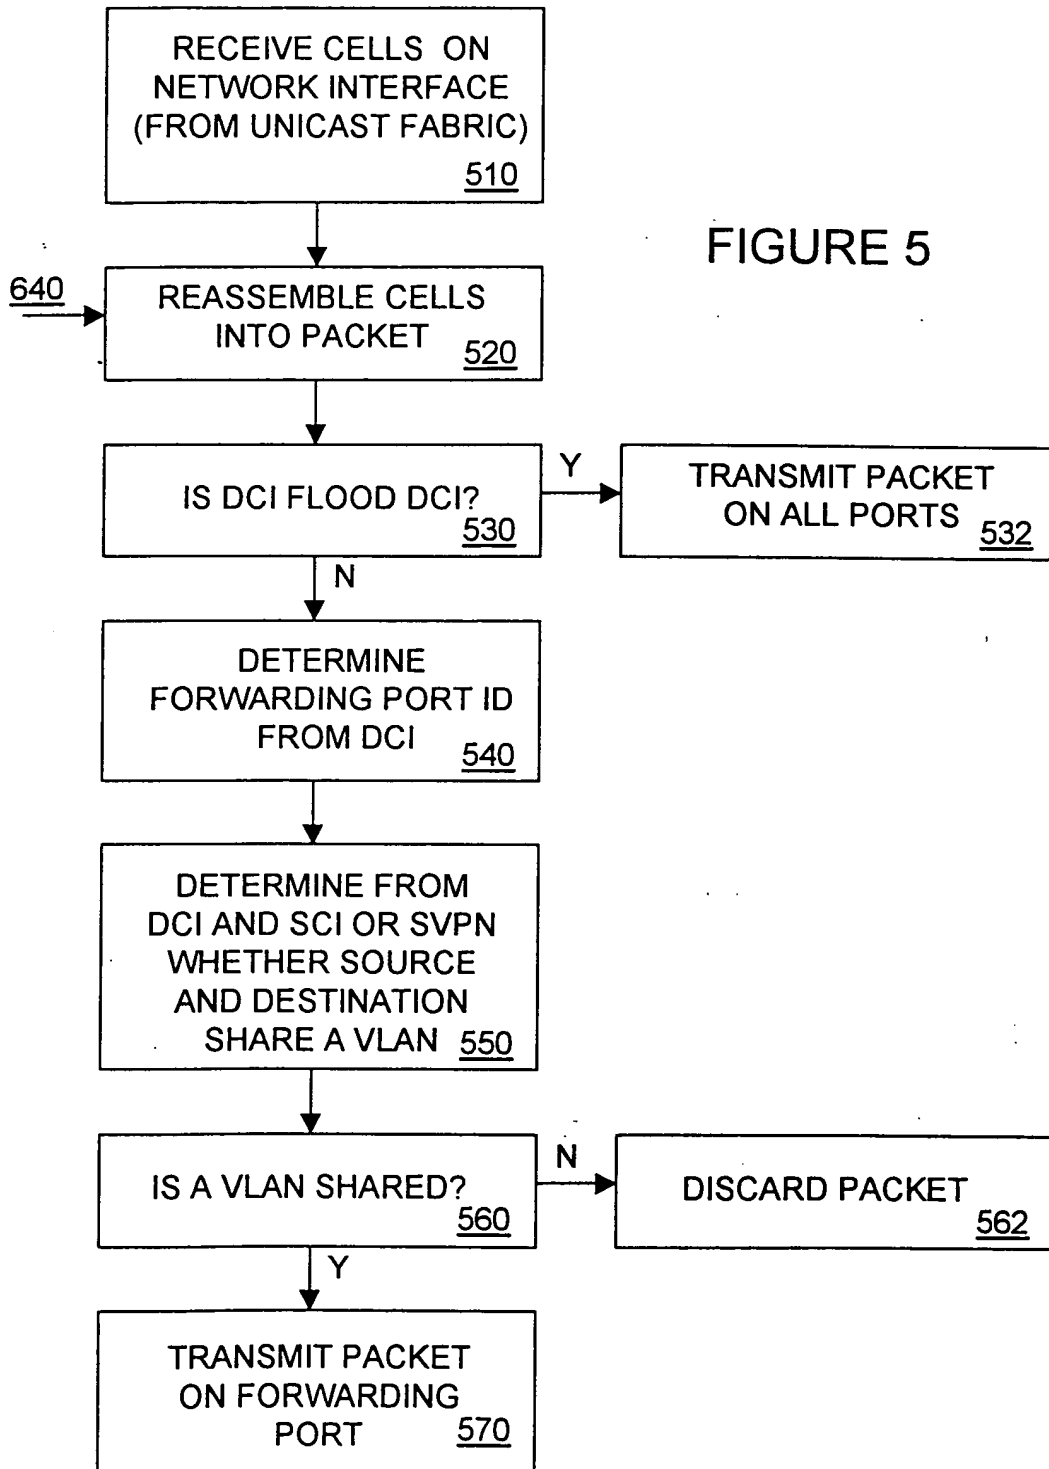 RECEIVE CELLS ON
NETWORK INTERFACE
(FROM UNICAST FABRIC)
510
FIGURE 5
640
REASSEMBLE CELLS
INTO PACKET
520
IS DCI FLOOD DCI?
530
Y
TRANSMIT PACKET
ON ALL PORTS
532
N
DETERMINE
FORWARDING PORT ID
FROM DCI
540
DETERMINE FROM
DCI AND SCI OR SVPN
WHETHER SOURCE
AND DESTINATION
SHARE A VLAN
550
IS A VLAN SHARED?
560
N
DISCARD PACKET
562
Y
TRANSMIT PACKET
ON FORWARDING
PORT
570